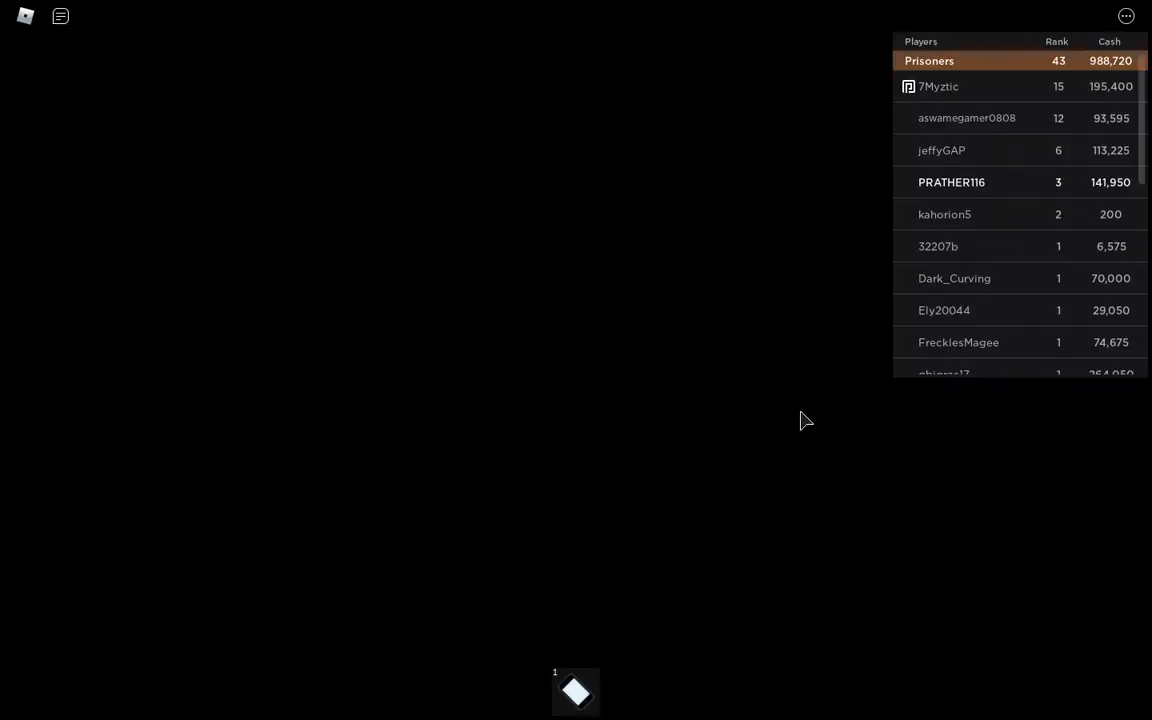 Players Rank Cash
Prisoners 43 988,720
7Myztic 15 195,400
aswamegamer0808 12 93,595
jeffyGAP 6 113,225
PRATHER116 3 141,950
kahorion5 2 200
32207b 1 6,575
Dark_Curving 1 70,000
Ely20044 1 29,050
FrecklesMagee 1 74,675
1
1